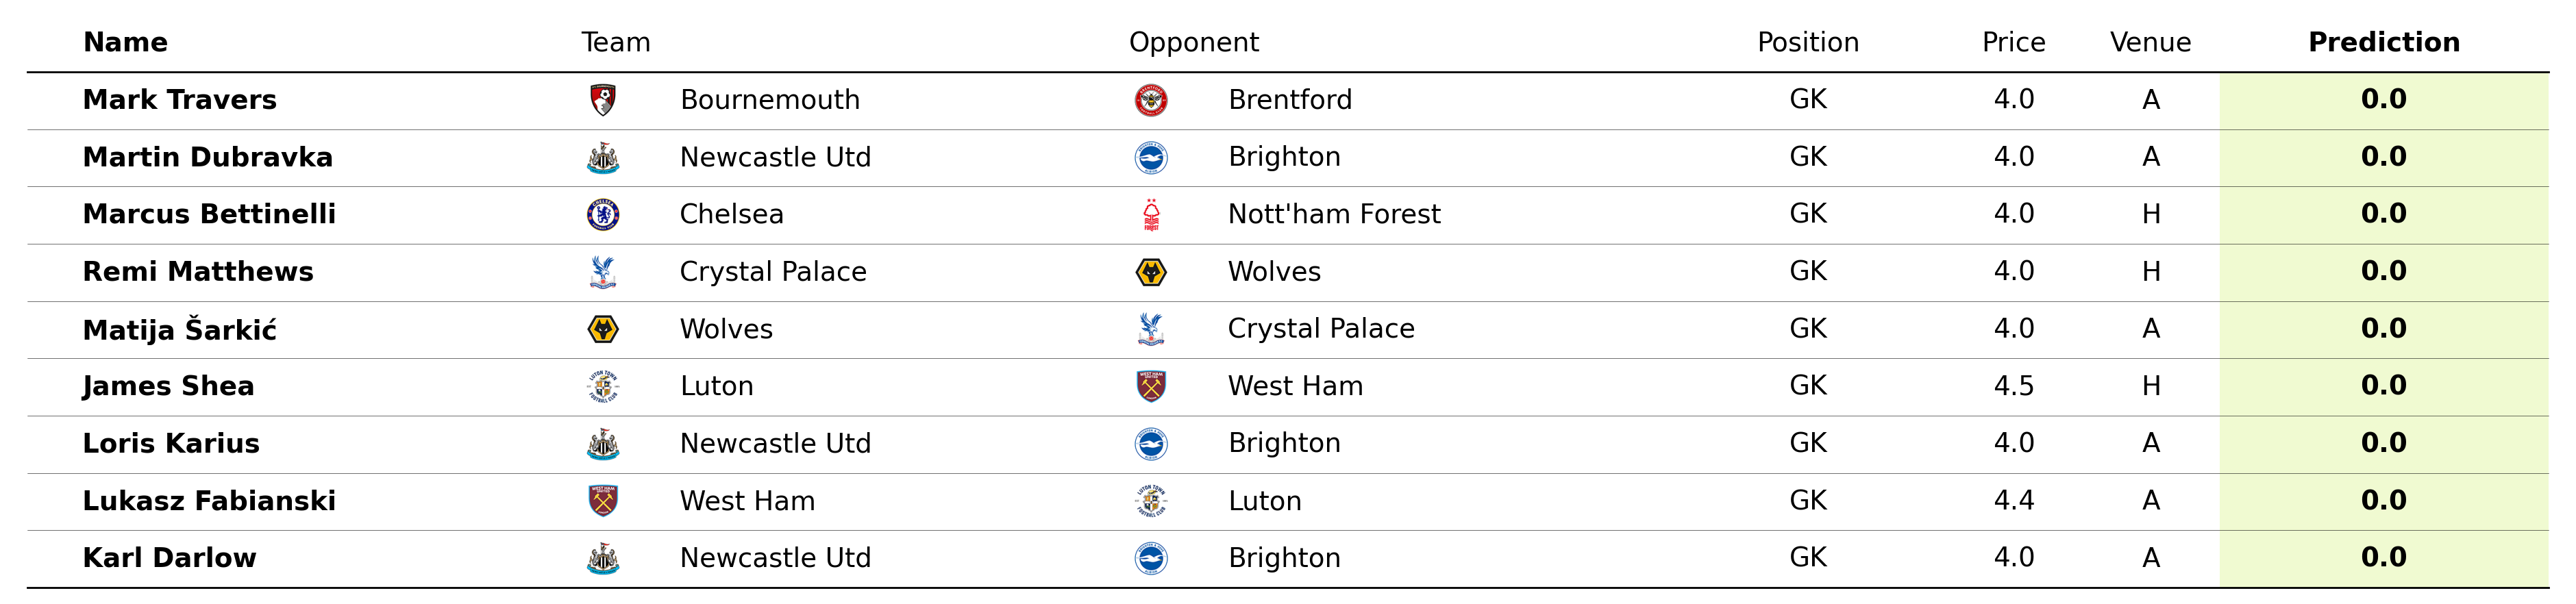 Name Team Opponent Position Price Venue Prediction
Mark Travers Bournemouth Brentford GK 4.0 A 0.0
Martin Dubravka Newcastle Utd Brighton GK 4.0 A 0.0
Marcus Bettinelli Chelsea Nott'ham Forest GK 4.0 H 0.0
Remi Matthews Crystal Palace Wolves GK 4.0 H 0.0
Matija Šarkić Wolves Crystal Palace GK 4.0 A 0.0
James Shea Luton West Ham GK 4.5 H 0.0
Loris Karius Newcastle Utd Brighton GK 4.0 A 0.0
Lukasz Fabianski West Ham Luton GK 4.4 A 0.0
Karl Darlow Newcastle Utd Brighton GK 4.0 A 0.0